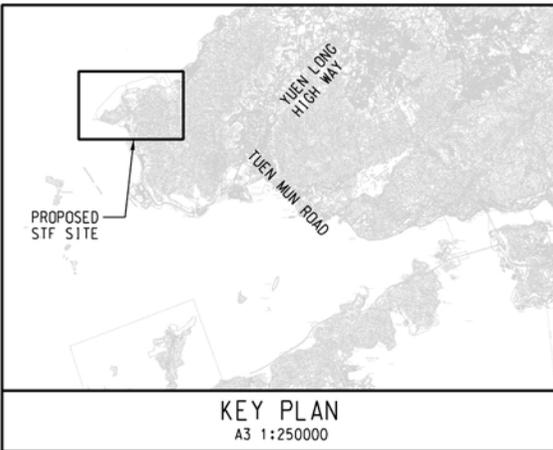 YUEN LONG
HIGH WAY
TUEN MUN ROAD
PROPOSED
STF SITE
KEY PLAN
A3 1:250000